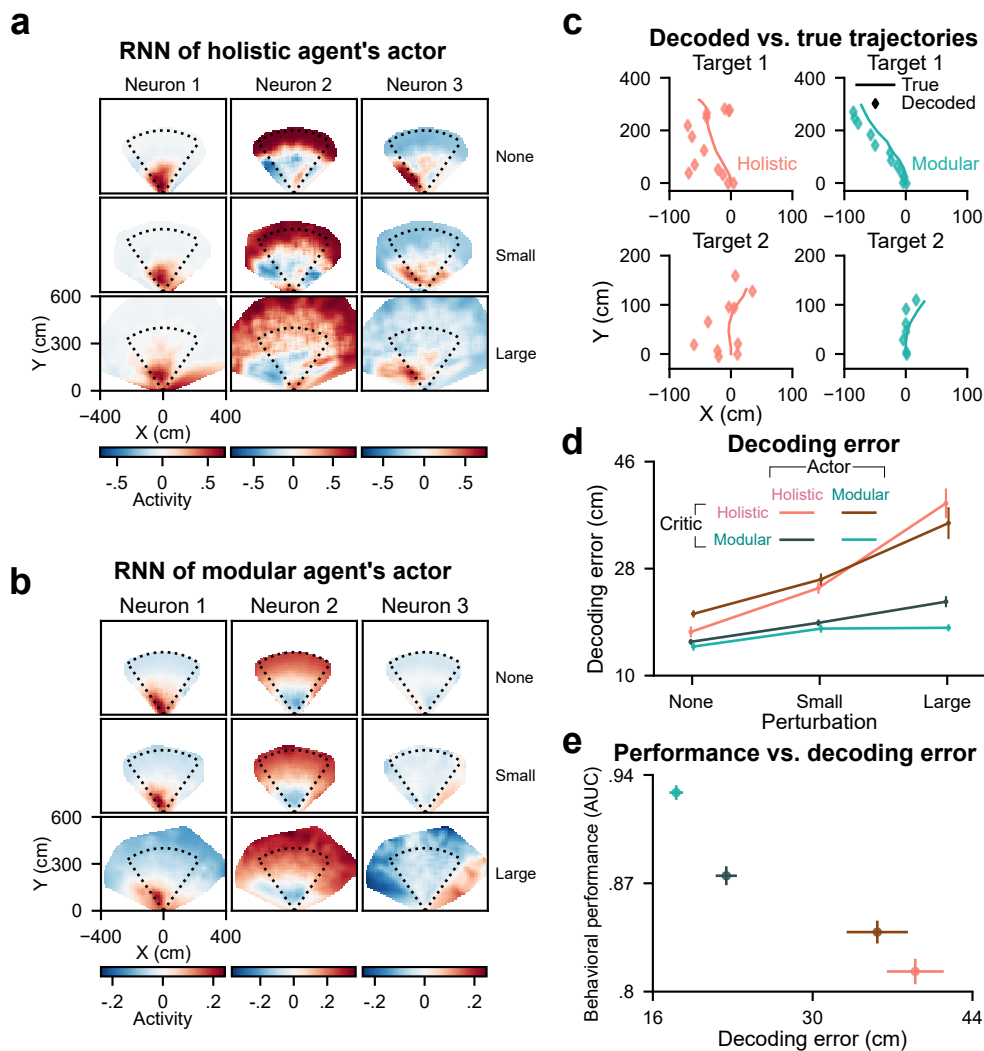 a
RNN of holistic agent's actor
Neuron 1 Neuron 2 Neuron 3
None
Small
Large
600
300
0
Y (cm)
−400 0 400
X (cm)
-.5 0 .5 -.5 0 .5 -.5 0 .5
Activity
b
RNN of modular agent's actor
Neuron 1 Neuron 2 Neuron 3
None
Small
Large
600
300
0
Y (cm)
−400 0 400
X (cm)
-.2 0 .2 -.2 0 .2 -.2 0 .2
Activity
c
Decoded vs. true trajectories
Target 1 Target 1
True
Decoded
400
200
0
Holistic Modular
−100 0 100 −100 0 100
Target 2 Target 2
200
100
0
Y (cm)
−100 0 100 −100 0 100
X (cm)
d
Decoding error
Actor
Holistic Modular
Critic
Holistic
Modular
46
28
10
Decoding error (cm)
None Small Large
Perturbation
e
Performance vs. decoding error
.94
.87
.8
Behavioral performance (AUC)
16 30 44
Decoding error (cm)